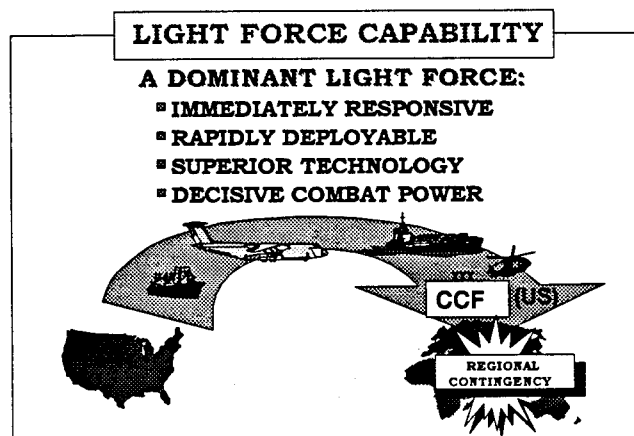 LIGHT FORCE CAPABILITY
A DOMINANT LIGHT FORCE:
IMMEDIATELY RESPONSIVE
RAPIDLY DEPLOYABLE
SUPERIOR TECHNOLOGY
DECISIVE COMBAT POWER
XXX
CCF (US)
REGIONAL
CONTINGENCY